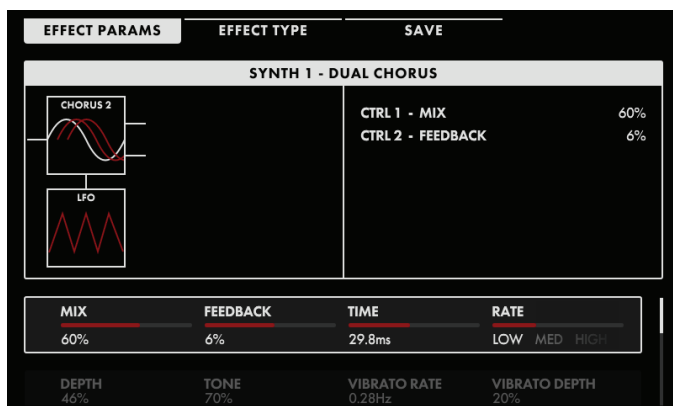 EFFECT PARAMS EFFECT TYPE SAVE
SYNTH 1 - DUAL CHORUS
CHORUS 2
LFO
CTRL 1 - MIX 60%
CTRL 2 - FEEDBACK 6%
MIX FEEDBACK TIME RATE
60% 6% 29.8ms LOW MED HIGH
DEPTH TONE VIBRATO RATE VIBRATO DEPTH
46% 70% 0.28Hz 20%